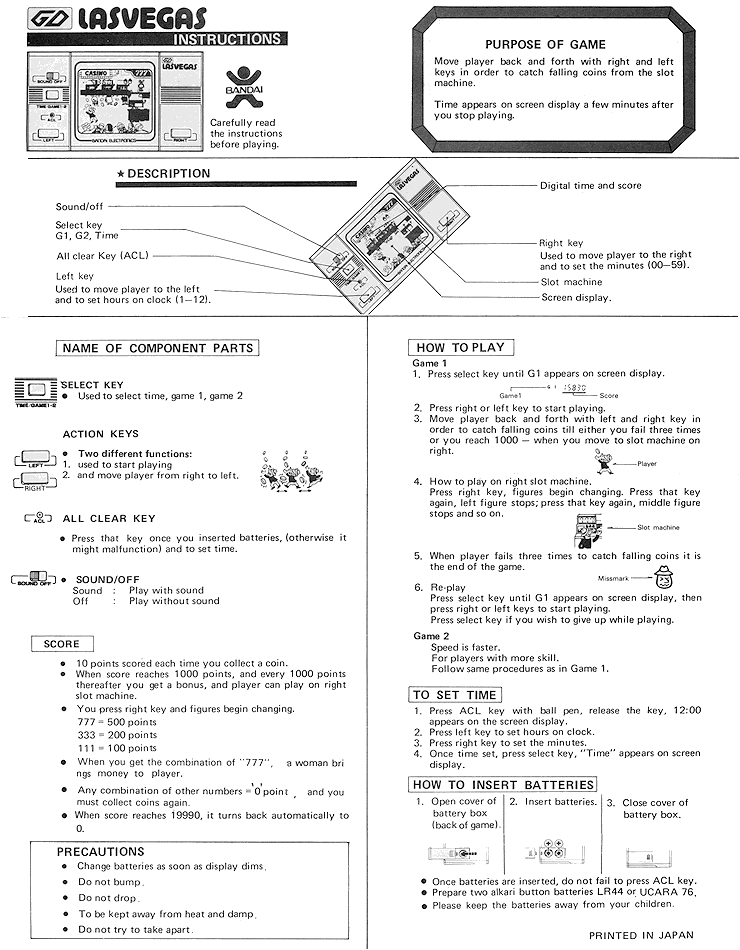 GD LASVEGAS
INSTRUCTIONS
SOUND OFF
TIME·GAME1·2
ACL
LEFT
CASINO
777
BANDAI ELECTRONICS
GD
LASVEGAS
RIGHT
BANDAI
Carefully read
the instructions
before playing.
PURPOSE OF GAME
Move player back and forth with right and left
keys in order to catch falling coins from the slot
machine.
Time appears on screen display a few minutes after
you stop playing.
★ DESCRIPTION
Sound/off
Select key
G1, G2, Time
All clear Key (ACL)
Left key
Used to move player to the left
and to set hours on clock (1—12).
GD LASVEGAS
CASINO
777
Digital time and score
Right key
Used to move player to the right
and to set the minutes (00—59).
Slot machine
Screen display.
NAME OF COMPONENT PARTS
TIME·GAME1·2
SELECT KEY
● Used to select time, game 1, game 2
ACTION KEYS
LEFT
RIGHT
● Two different functions:
1. used to start playing
2. and move player from right to left.
ACL
ALL CLEAR KEY
● Press that key once you inserted batteries, (otherwise it
might malfunction) and to set time.
SOUND OFF
● SOUND/OFF
Sound : Play with sound
Off : Play without sound
SCORE
● 10 points scored each time you collect a coin.
● When score reaches 1000 points, and every 1000 points
thereafter you get a bonus, and player can play on right
slot machine.
● You press right key and figures begin changing.
777 = 500 points
333 = 200 points
111 = 100 points
● When you get the combination of "777", a woman bri
ngs money to player.
● Any combination of other numbers = 0 point , and you
must collect coins again.
● When score reaches 19990, it turns back automatically to
0.
PRECAUTIONS
● Change batteries as soon as display dims.
● Do not bump.
● Do not drop.
● To be kept away from heat and damp.
● Do not try to take apart.
HOW TO PLAY
Game 1
1. Press select key until G1 appears on screen display.
G 1 15830
Game1 Score
2. Press right or left key to start playing.
3. Move player back and forth with left and right key in
order to catch falling coins till either you fail three times
or you reach 1000 — when you move to slot machine on
right.
Player
4. How to play on right slot machine.
Press right key, figures begin changing. Press that key
again, left figure stops; press that key again, middle figure
stops and so on.
Slot machine
5. When player fails three times to catch falling coins it is
the end of the game.
Missmark
6. Re-play
Press select key until G1 appears on screen display, then
press right or left keys to start playing.
Press select key if you wish to give up while playing.
Game 2
Speed is faster.
For players with more skill.
Follow same procedures as in Game 1.
TO SET TIME
1. Press ACL key with ball pen, release the key, 12:00
appears on the screen display.
2. Press left key to set hours on clock.
3. Press right key to set the minutes.
4. Once time set, press select key, "Time" appears on screen
display.
HOW TO INSERT BATTERIES
1. Open cover of
battery box
(back of game).
2. Insert batteries.
3. Close cover of
battery box.
● Once batteries are inserted, do not fail to press ACL key.
● Prepare two alkari button batteries LR44 or UCARA 76.
● Please keep the batteries away from your children.
PRINTED IN JAPAN